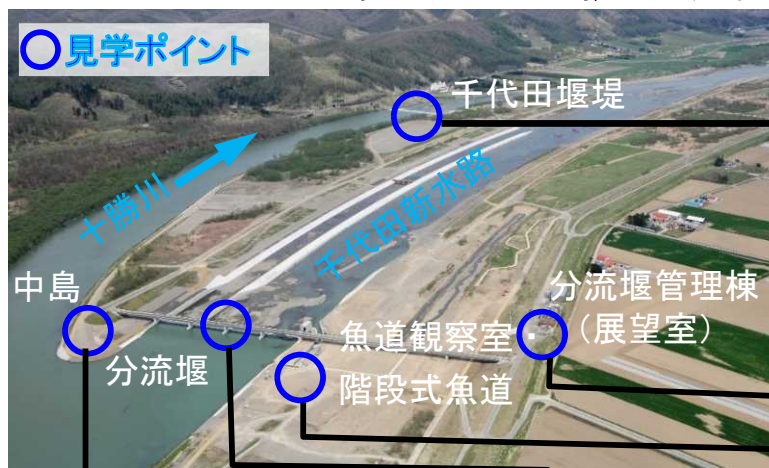 見学ポイント
千代田堰堤
十勝川
千代田新水路
中島
分流堰
魚道観察室・
階段式魚道
分流堰管理棟
（展望室）